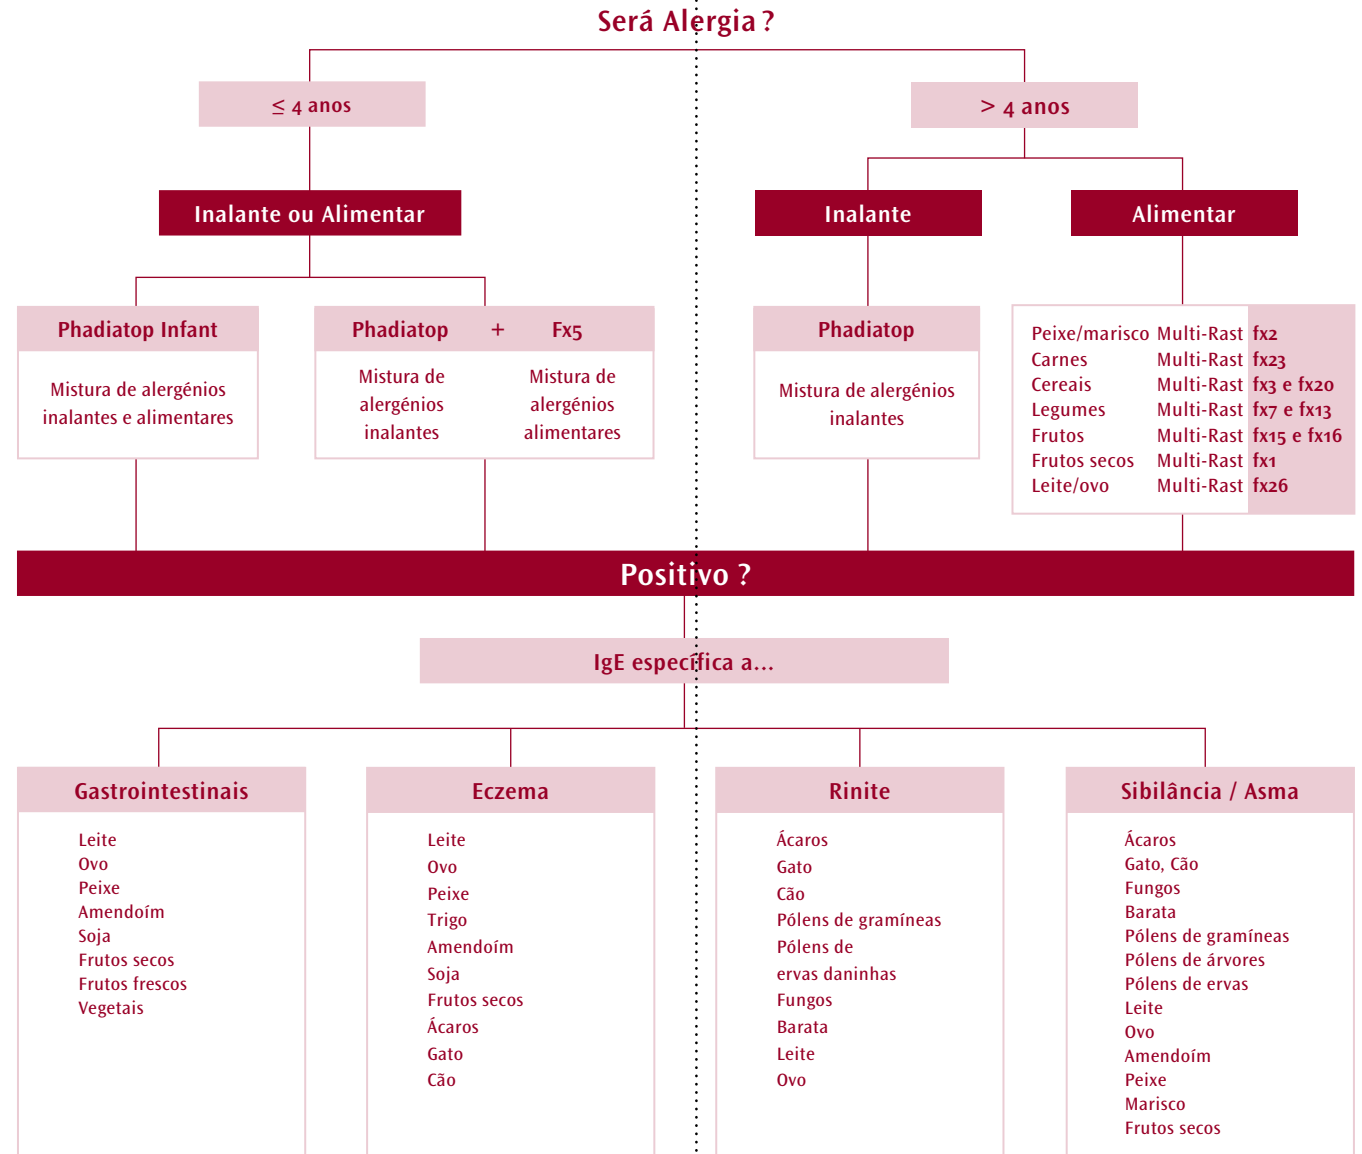 Será Alergia ?
≤ 4 anos
> 4 anos
Inalante ou Alimentar
Inalante
Alimentar
Phadiatop Infant
Mistura de alergénios
inalantes e alimentares
Phadiatop + Fx5
Mistura de
alergénios
inalantes
Mistura de
alergénios
alimentares
Phadiatop
Mistura de alergénios
inalantes
Peixe/marisco Multi-Rast fx2
Carnes Multi-Rast fx23
Cereais Multi-Rast fx3 e fx20
Legumes Multi-Rast fx7 e fx13
Frutos Multi-Rast fx15 e fx16
Frutos secos Multi-Rast fx1
Leite/ovo Multi-Rast fx26
Positivo ?
IgE específica a...
Gastrointestinais
Leite
Ovo
Peixe
Amendoím
Soja
Frutos secos
Frutos frescos
Vegetais
Eczema
Leite
Ovo
Peixe
Trigo
Amendoím
Soja
Frutos secos
Ácaros
Gato
Cão
Rinite
Ácaros
Gato
Cão
Pólens de gramíneas
Pólens de
ervas daninhas
Fungos
Barata
Leite
Ovo
Sibilância / Asma
Ácaros
Gato, Cão
Fungos
Barata
Pólens de gramíneas
Pólens de árvores
Pólens de ervas
Leite
Ovo
Amendoím
Peixe
Marisco
Frutos secos